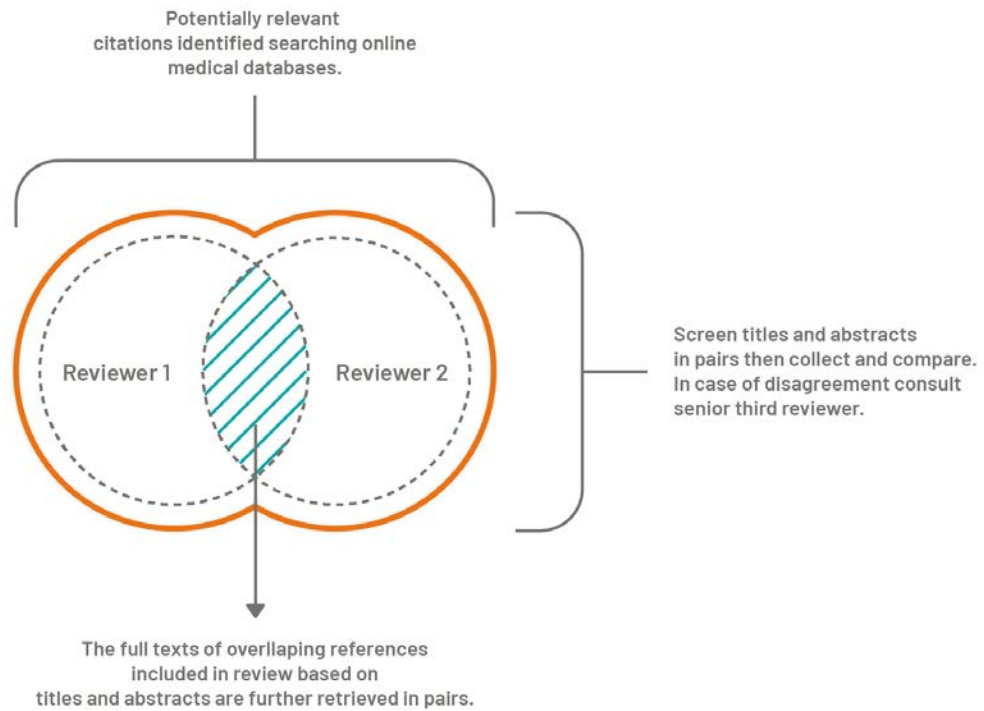 Potentially relevant
citations identified searching online
medical databases.
Reviewer 1
Reviewer 2
Screen titles and abstracts
in pairs then collect and compare.
In case of disagreement consult
senior third reviewer.
The full texts of overllaping references
included in review based on
titles and abstracts are further retrieved in pairs.